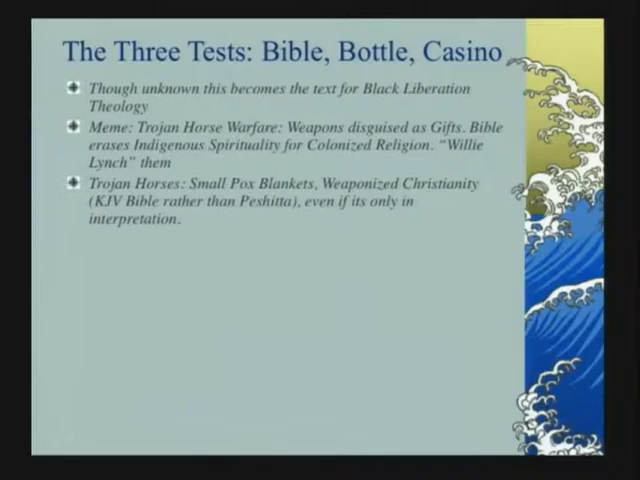 The Three Tests: Bible, Bottle, Casino
Though unknown this becomes the text for Black Liberation
Theology
Meme: Trojan Horse Warfare: Weapons disguised as Gifts. Bible
erases Indigenous Spirituality for Colonized Religion. “Willie
Lynch” them
Trojan Horses: Small Pox Blankets, Weaponized Christianity
(KJV Bible rather than Peshitta), even if its only in
interpretation.